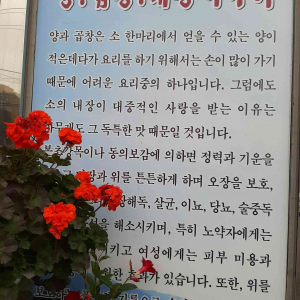 양과 곱창은 소 한마리에서 얻을 수 있는 양이
적은데다가 요리를 하기 위해서는 손이 많이 가기
때문에 어려운 요리중의 하나입니다. 그럼에도
소의 내장이 대중적인 사랑을 받는 이유는
그 독특한 맛 때문일 것입니다.
동의보감에 의하면 정력과 기운을
위를 튼튼하게 하며 오장을 보호,
살균, 이뇨, 당뇨, 술중독
을 해소시키며, 특히 노약자에게는
시키고 여성에게는 피부 미용과
효과가 있습니다. 또한, 위를